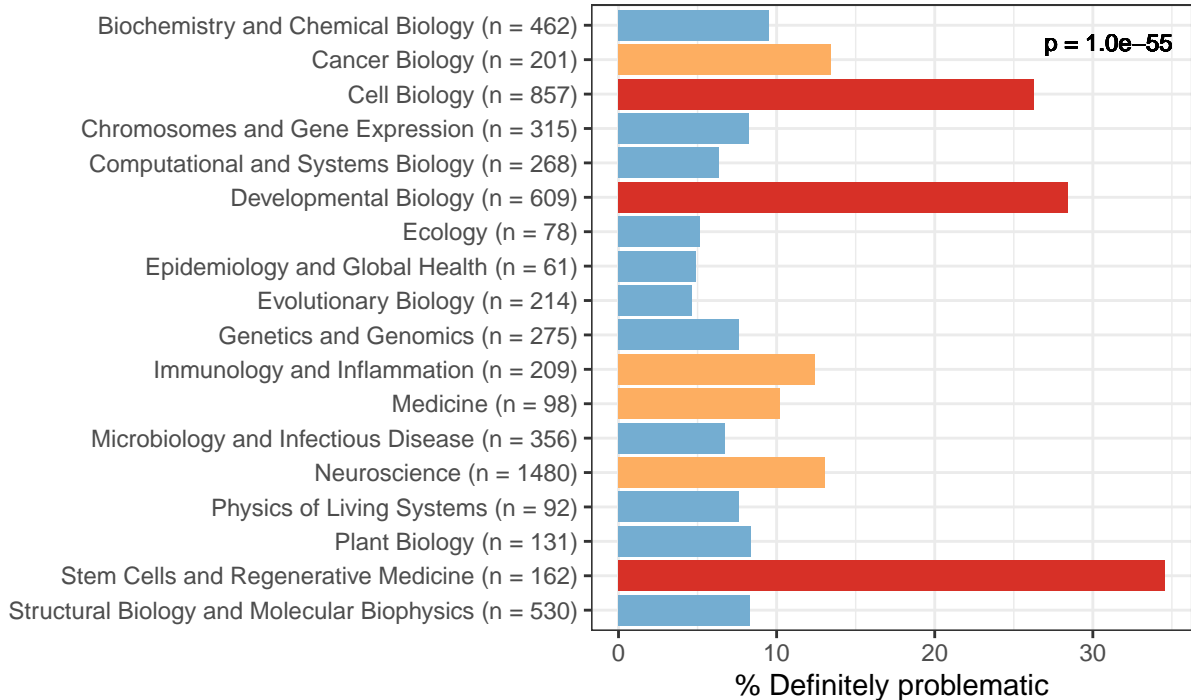 Biochemistry and Chemical Biology (n = 462)
p = 1.0e−55
Cancer Biology (n = 201)
Cell Biology (n = 857)
Chromosomes and Gene Expression (n = 315)
Computational and Systems Biology (n = 268)
Developmental Biology (n = 609)
Ecology (n = 78)
Epidemiology and Global Health (n = 61)
Evolutionary Biology (n = 214)
Genetics and Genomics (n = 275)
Immunology and Inflammation (n = 209)
Medicine (n = 98)
Microbiology and Infectious Disease (n = 356)
Neuroscience (n = 1480)
Physics of Living Systems (n = 92)
Plant Biology (n = 131)
Stem Cells and Regenerative Medicine (n = 162)
Structural Biology and Molecular Biophysics (n = 530)
0 10 20 30
% Definitely problematic